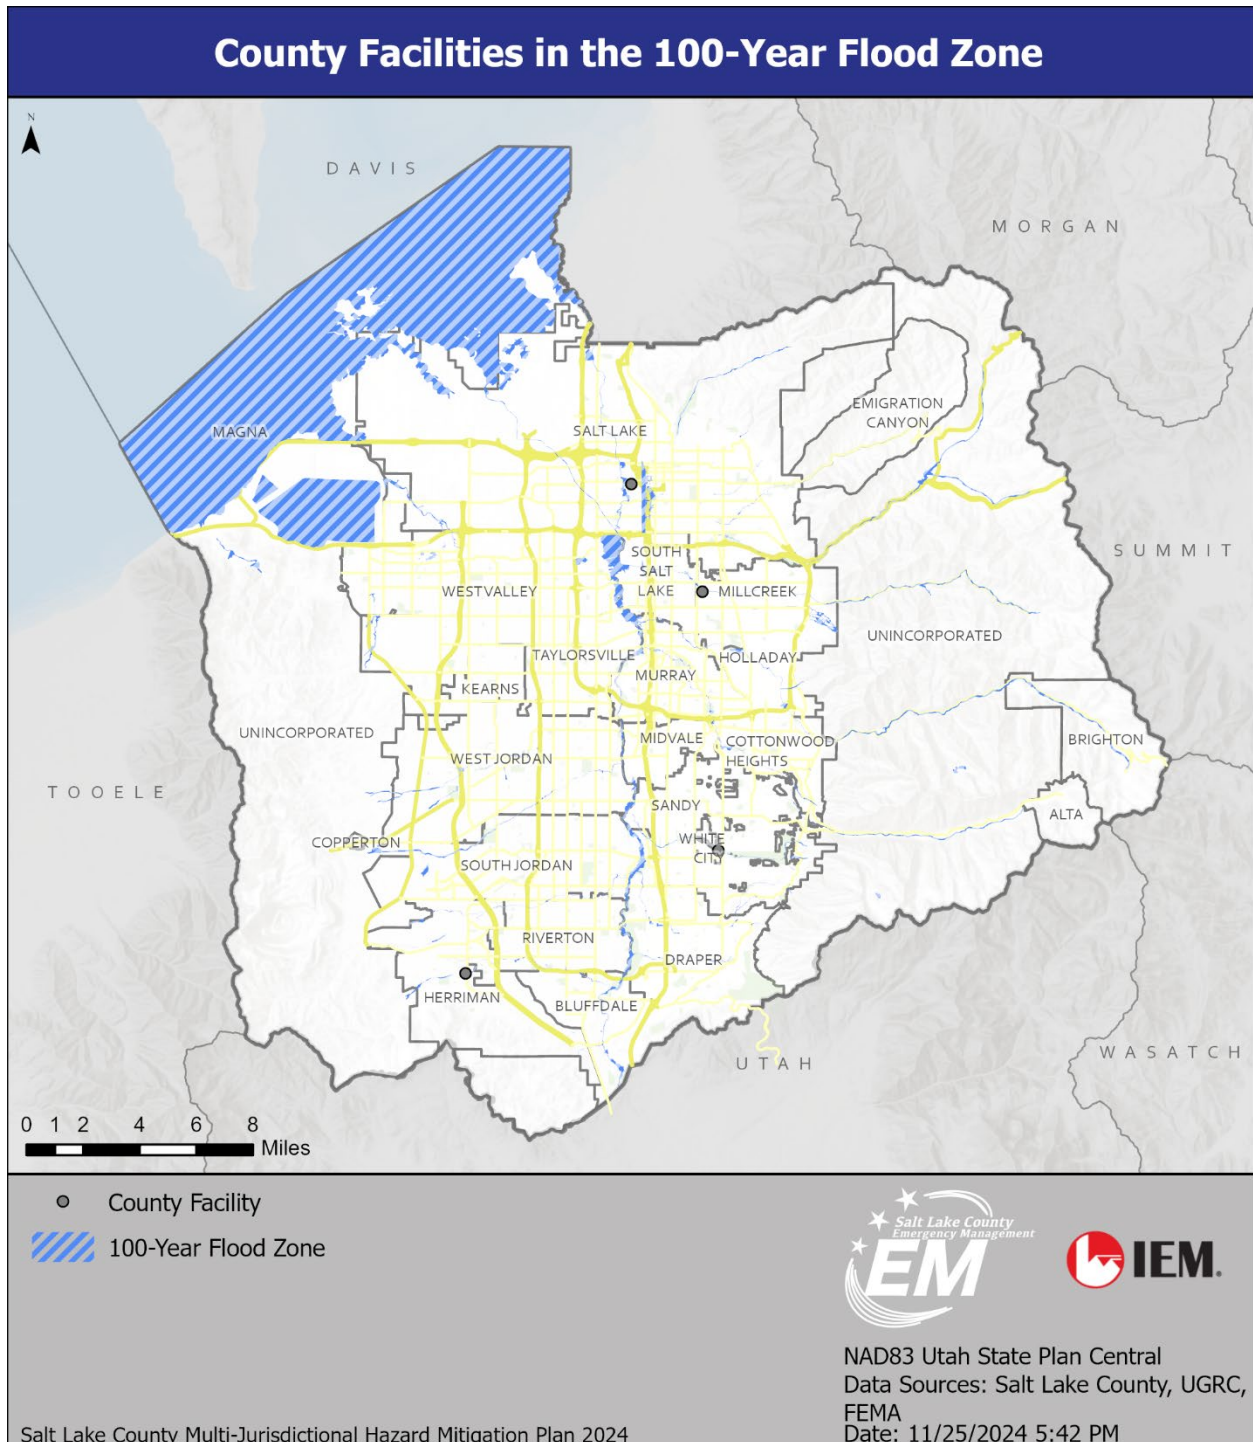 County Facilities in the 100-Year Flood Zone
N
DAVIS
MORGAN
EMIGRATION
CANYON
MAGNA
SALT LAKE
SUMMIT
SOUTH
SALT
LAKE
WEST VALLEY
MILLCREEK
UNINCORPORATED
TAYLORSVILLE
HOLLADAY
MURRAY
KEARNS
UNINCORPORATED
MIDVALE
COTTONWOOD
HEIGHTS
BRIGHTON
WEST JORDAN
TOOELE
SANDY
ALTA
COPPERTON
WHITE
CITY
SOUTH JORDAN
RIVERTON
DRAPER
HERRIMAN
BLUFFDALE
UTAH
WASATCH
0 1 2 4 6 8
Miles
County Facility
100-Year Flood Zone
Salt Lake County
Emergency Management
EM
IEM.
NAD83 Utah State Plan Central
Data Sources: Salt Lake County, UGRC,
FEMA
Date: 11/25/2024 5:42 PM
Salt Lake County Multi-Jurisdictional Hazard Mitigation Plan 2024